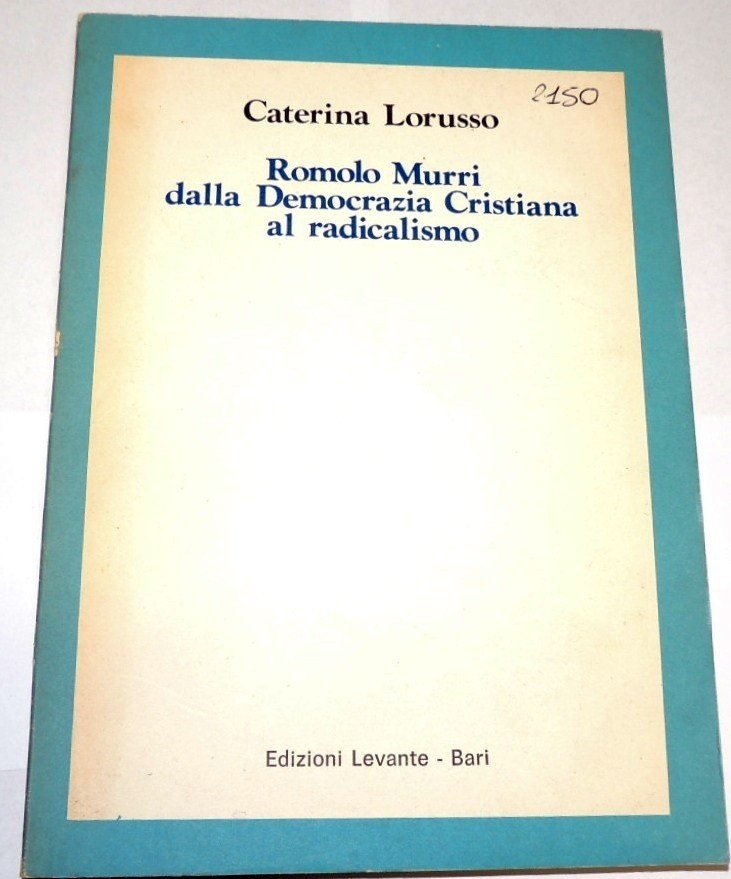 2150
Caterina Lorusso
Romolo Murri
dalla Democrazia Cristiana
al radicalismo
Edizioni Levante - Bari